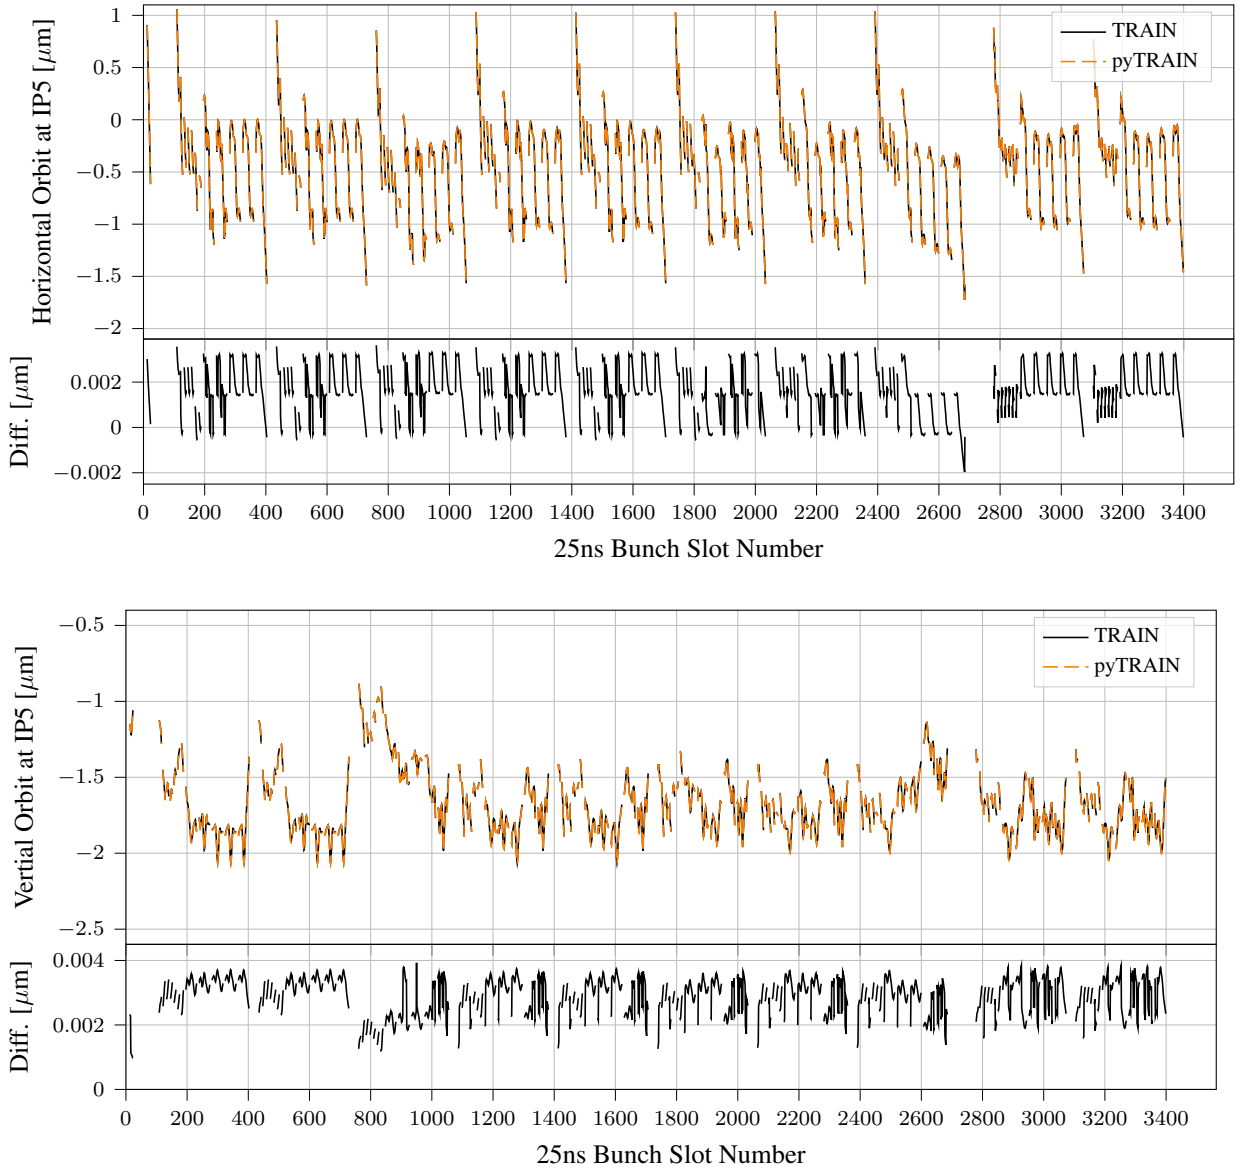 1
0.5
0
−0.5
−1
−1.5
−2
Horizontal Orbit at IP5 [μm]
TRAIN
pyTRAIN
0.002
0
−0.002
Diff. [μm]
0 200 400 600 800 1000 1200 1400 1600 1800 2000 2200 2400 2600 2800 3000 3200 3400
25ns Bunch Slot Number
−0.5
−1
−1.5
−2
−2.5
Vertial Orbit at IP5 [μm]
TRAIN
pyTRAIN
0.004
0.002
0
Diff. [μm]
0 200 400 600 800 1000 1200 1400 1600 1800 2000 2200 2400 2600 2800 3000 3200 3400
25ns Bunch Slot Number